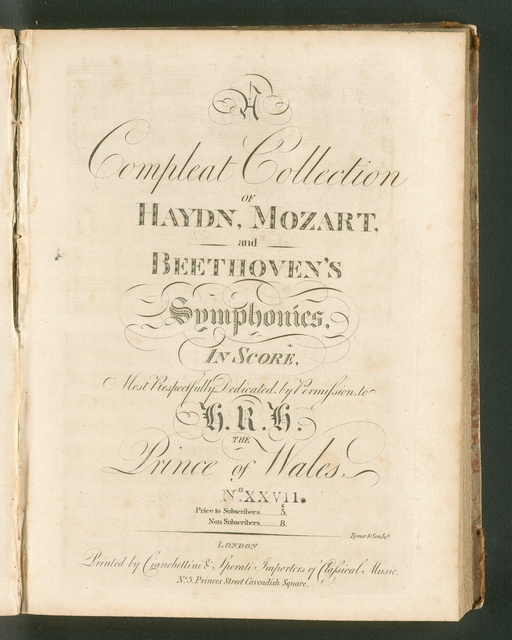 A
Compleat Collection
OF
HAYDN, MOZART,
and
BEETHOVEN'S
Symphonies,
IN SCORE,
Most Respectfully Dedicated, by Permission, to
H. R. H.
THE
Prince of Wales.
No. XXVII.
Price to Subscribers 5s.
Non Subscribers 8.
LONDON
Printed by Cianchettini & Sperati Importers of Classical Music.
No. 5, Princes Street Cavendish Square.